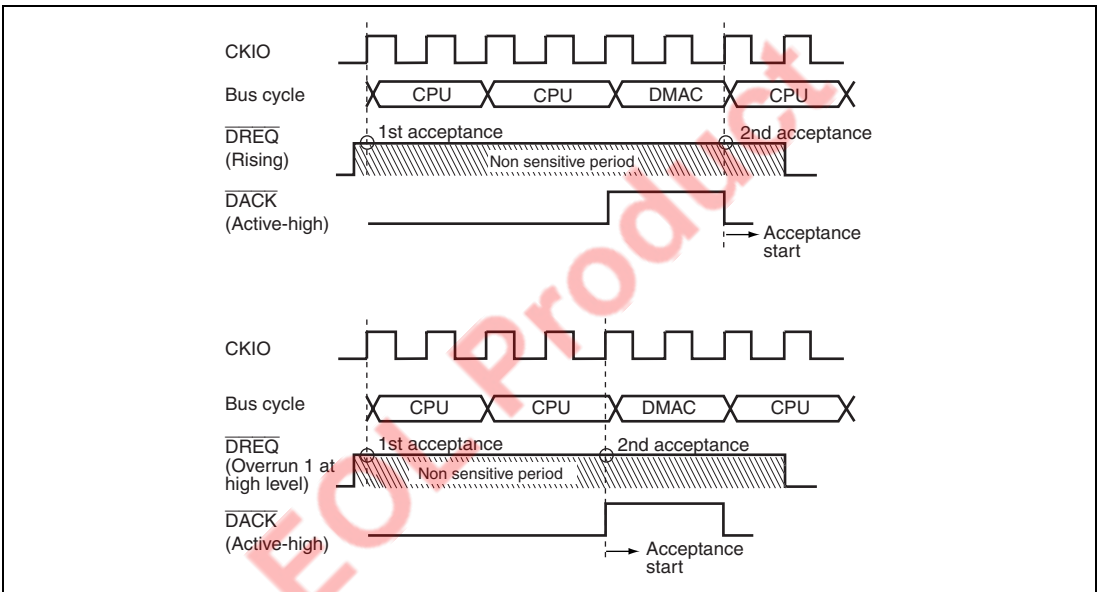 CKIO
Bus cycle CPU CPU DMAC CPU
DREQ 1st acceptance 2nd acceptance
(Rising) Non sensitive period
DACK
(Active-high)
Acceptance
start
CKIO
Bus cycle CPU CPU DMAC CPU
DREQ 1st acceptance 2nd acceptance
(Overrun 1 at
high level) Non sensitive period
DACK
(Active-high)
Acceptance
start
EOL Product